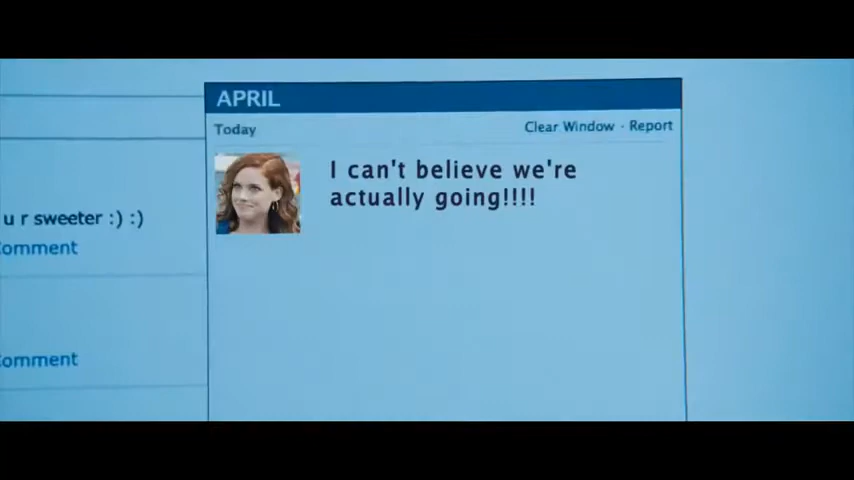 APRIL
Today
Clear Window · Report
I can't believe we're
actually going!!!!
u r sweeter :) :)
omment
omment